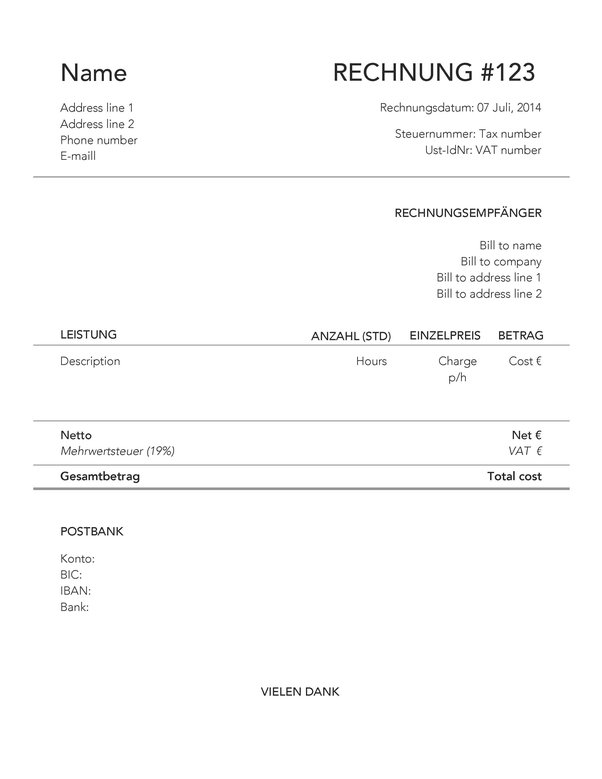 Name
RECHNUNG #123
Address line 1
Address line 2
Phone number
E-maill
Rechnungsdatum: 07 Juli, 2014
Steuernummer: Tax number
Ust-IdNr: VAT number
RECHNUNGSEMPFÄNGER
Bill to name
Bill to company
Bill to address line 1
Bill to address line 2
LEISTUNG ANZAHL (STD) EINZELPREIS BETRAG
Description Hours Charge p/h Cost €
Netto Net €
Mehrwertsteuer (19%) VAT €
Gesamtbetrag Total cost
POSTBANK
Konto:
BIC:
IBAN:
Bank:
VIELEN DANK